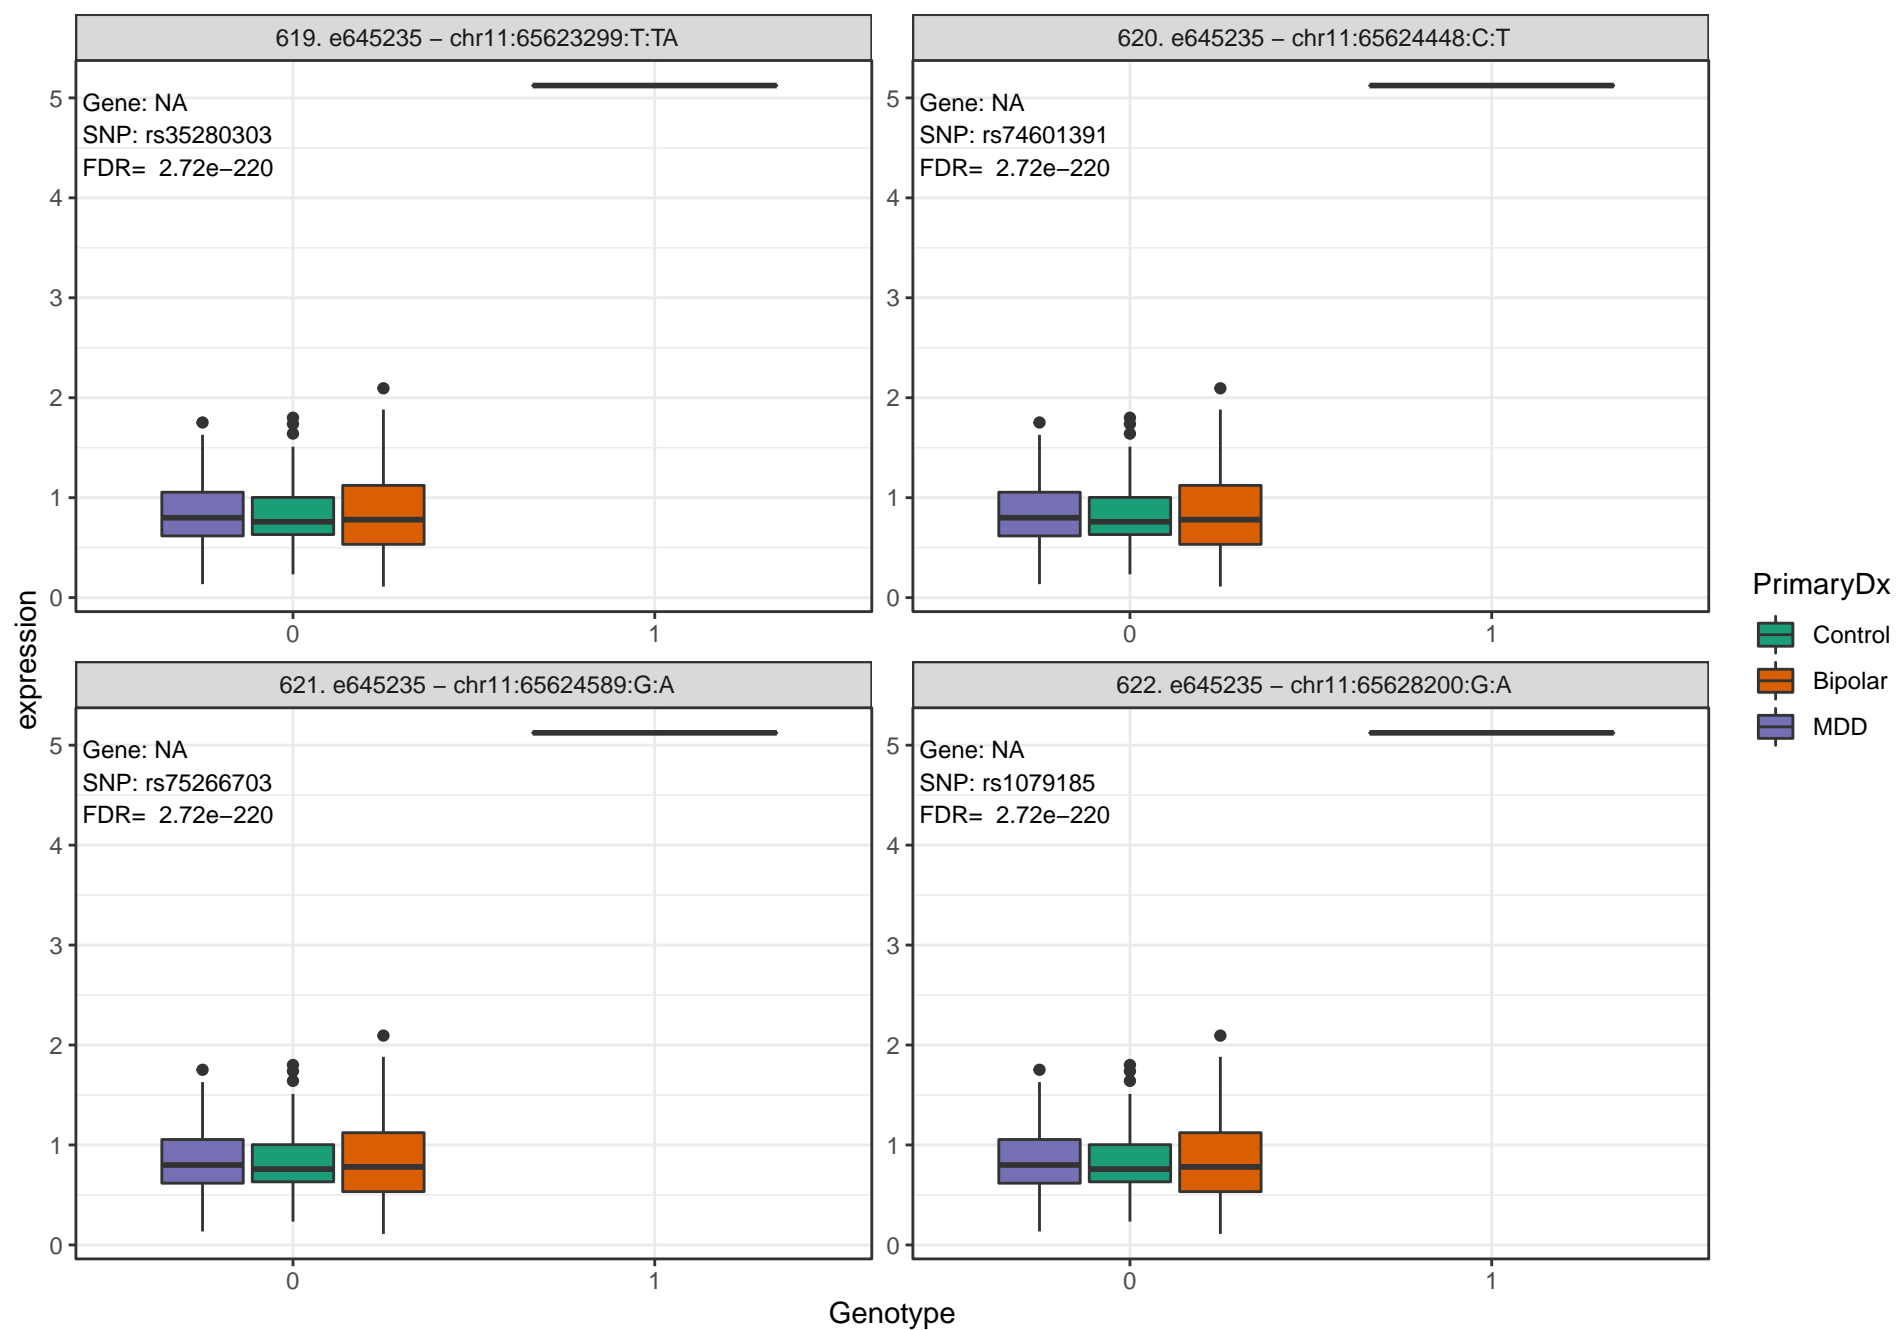 619. e645235 − chr11:65623299:T:TA
620. e645235 − chr11:65624448:C:T
Gene: NA
SNP: rs35280303
FDR=  2.72e−220
Gene: NA
SNP: rs74601391
FDR=  2.72e−220
5
4
3
2
1
0
5
4
3
2
1
0
0
1
0
1
621. e645235 − chr11:65624589:G:A
622. e645235 − chr11:65628200:G:A
Gene: NA
SNP: rs75266703
FDR=  2.72e−220
Gene: NA
SNP: rs1079185
FDR=  2.72e−220
5
4
3
2
1
0
5
4
3
2
1
0
0
1
0
1
expression
Genotype
PrimaryDx
Control
Bipolar
MDD